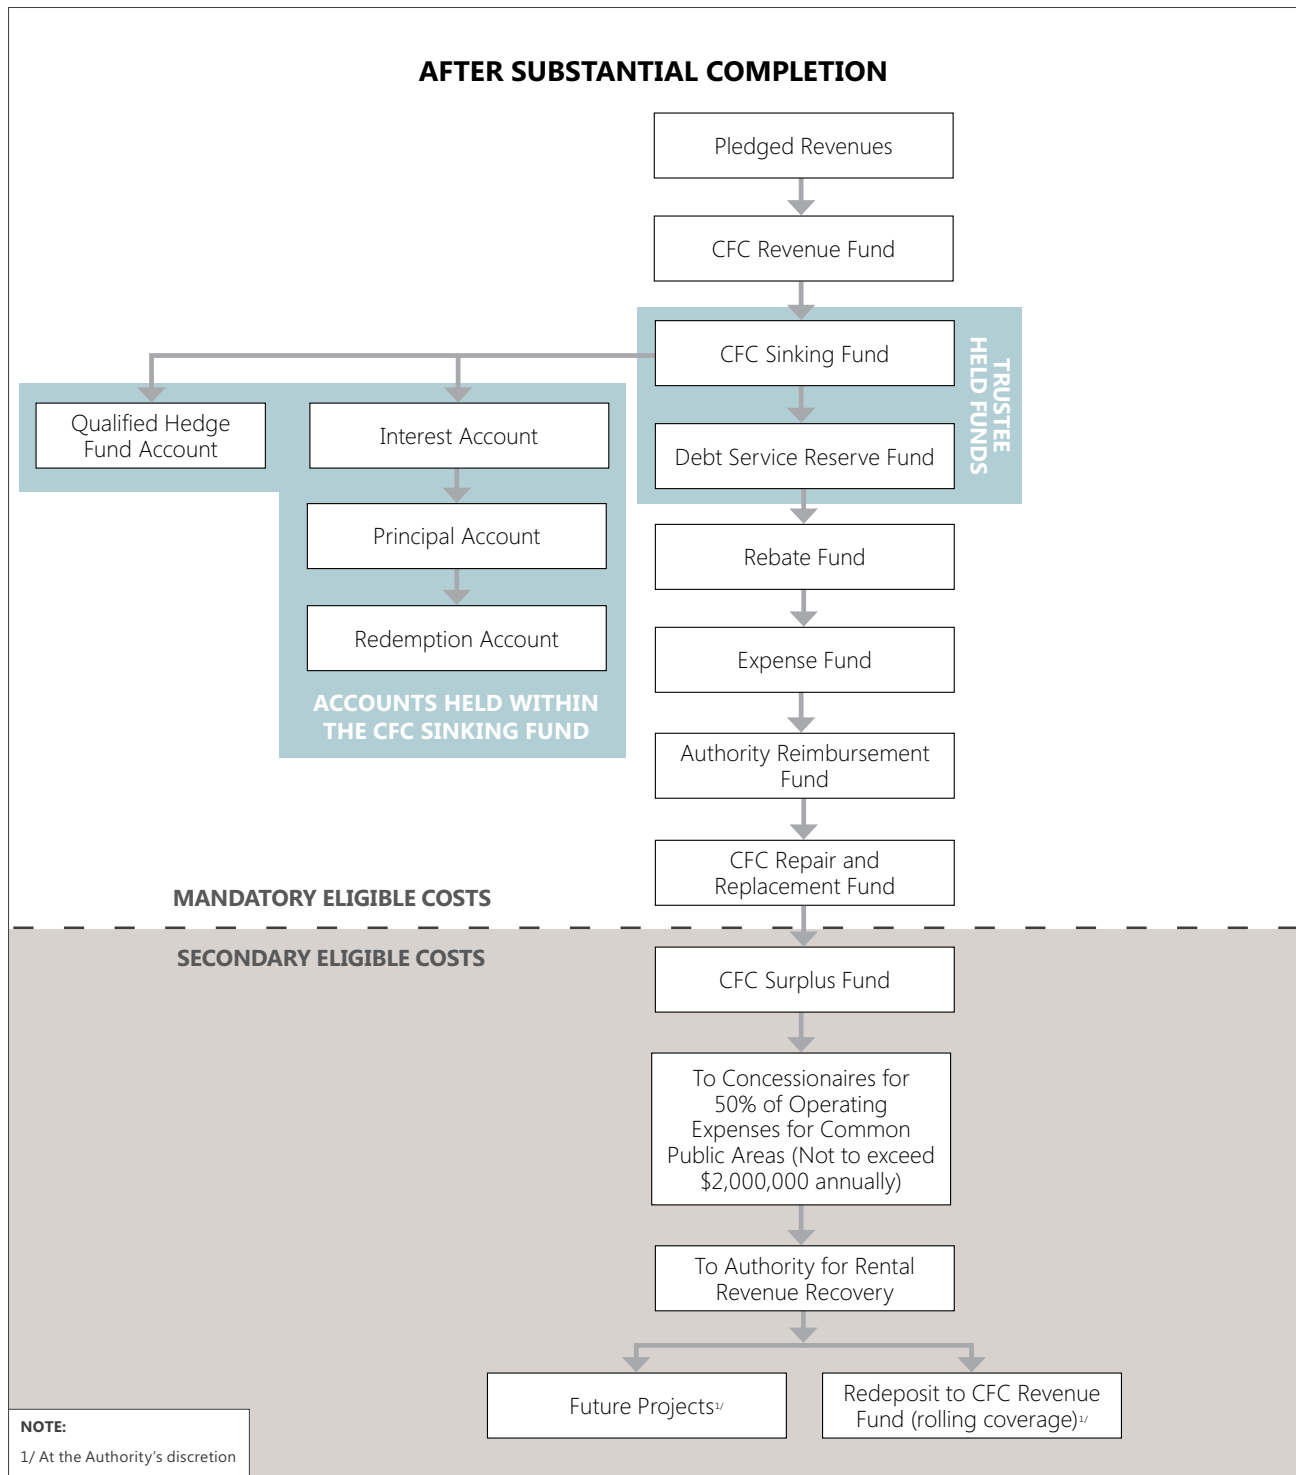 AFTER SUBSTANTIAL COMPLETION
Pledged Revenues
CFC Revenue Fund
CFC Sinking Fund
TRUSTEE
HELD FUNDS
Qualified Hedge
Fund Account
Interest Account
Debt Service Reserve Fund
Principal Account
Rebate Fund
Redemption Account
Expense Fund
ACCOUNTS HELD WITHIN
THE CFC SINKING FUND
Authority Reimbursement
Fund
CFC Repair and
Replacement Fund
MANDATORY ELIGIBLE COSTS
SECONDARY ELIGIBLE COSTS
CFC Surplus Fund
To Concessionaires for
50% of Operating
Expenses for Common
Public Areas (Not to exceed
$2,000,000 annually)
To Authority for Rental
Revenue Recovery
Future Projects1/
Redeposit to CFC Revenue
Fund (rolling coverage)1/
NOTE:
1/ At the Authority's discretion